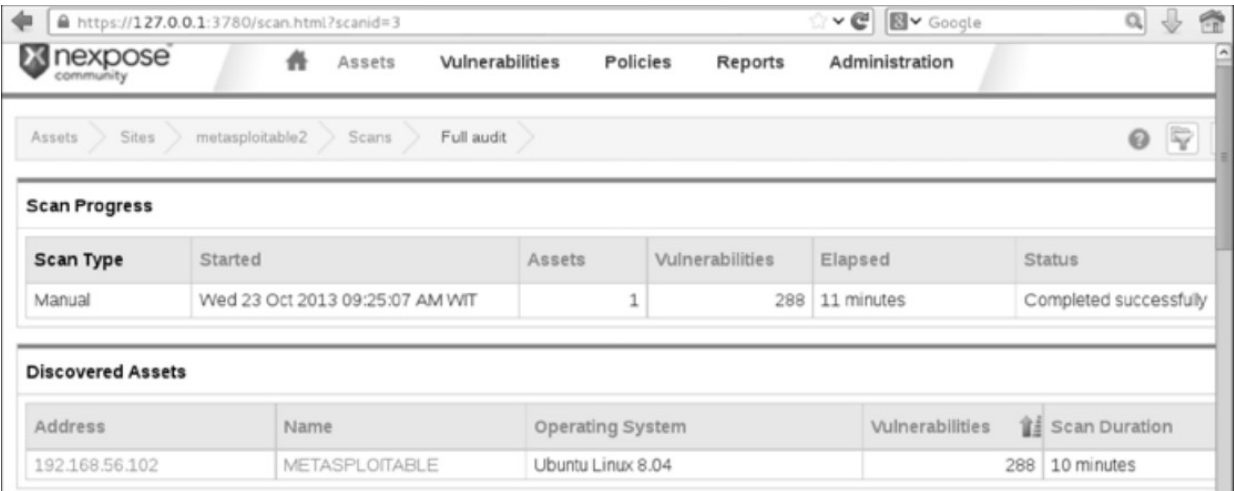 https://127.0.0.1:3780/scan.html?scanid=3 Google
nexpose
community
Assets Vulnerabilities Policies Reports Administration
Assets Sites metasploitable2 Scans Full audit
Scan Progress
Scan Type Started Assets Vulnerabilities Elapsed Status
Manual Wed 23 Oct 2013 09:25:07 AM WIT 1 288 11 minutes Completed successfully
Discovered Assets
Address Name Operating System Vulnerabilities Scan Duration
192.168.56.102 METASPLOITABLE Ubuntu Linux 8.04 288 10 minutes